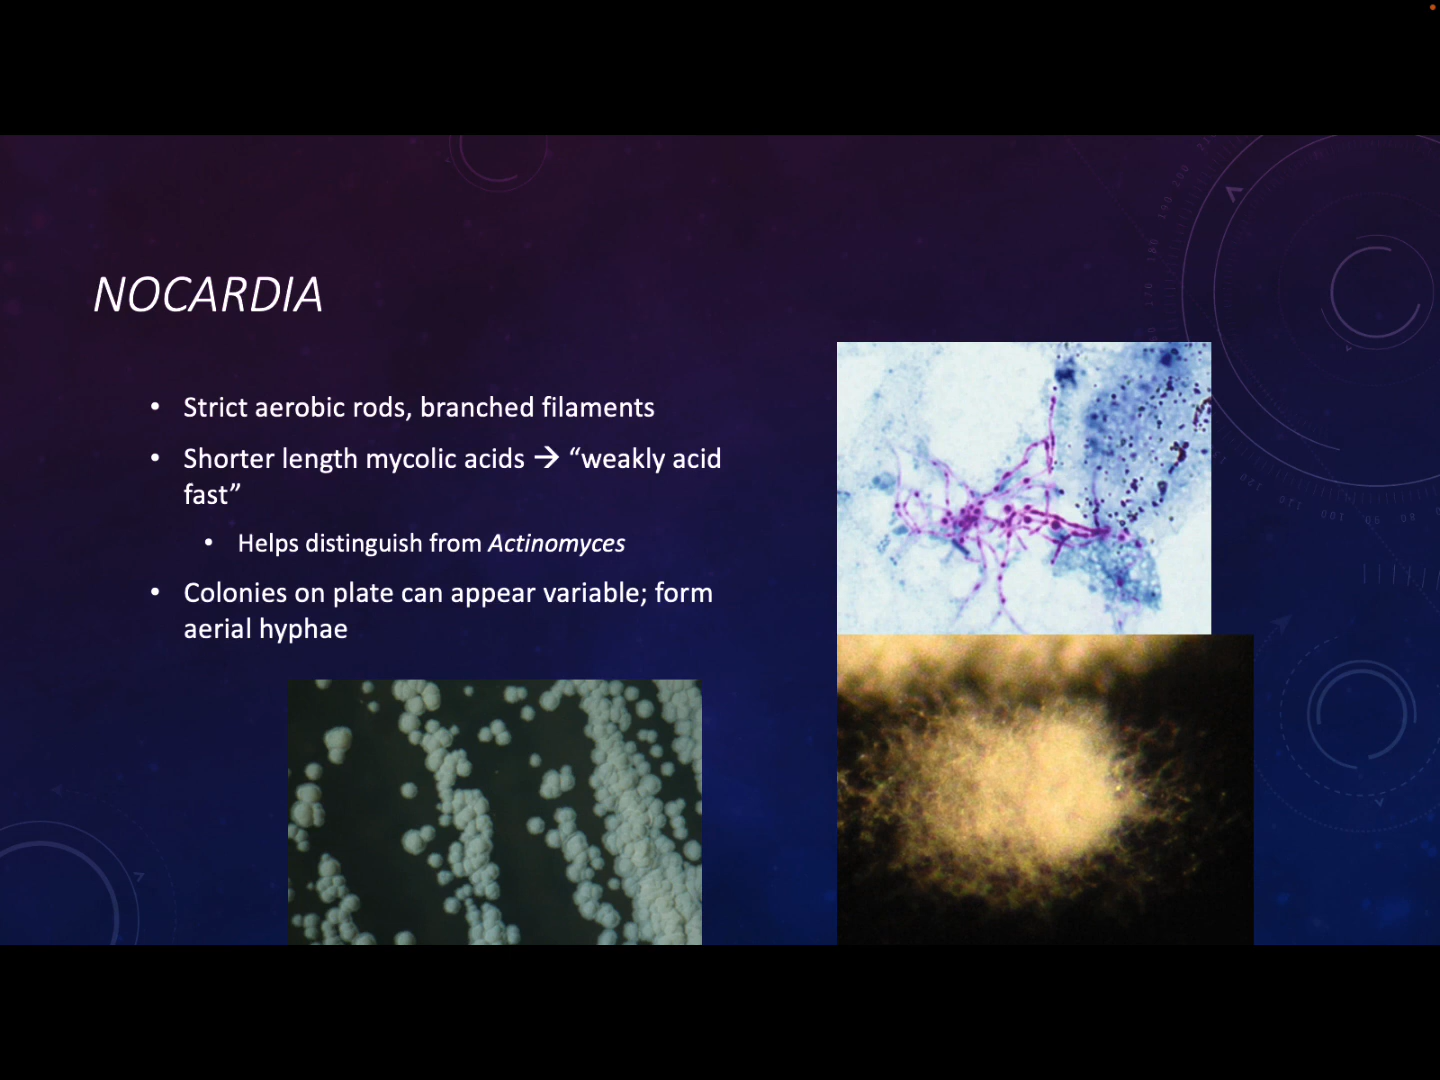 NOCARDIA
• Strict aerobic rods, branched filaments
• Shorter length mycolic acids → “weakly acid
fast”
• Helps distinguish from Actinomyces
• Colonies on plate can appear variable; form
aerial hyphae